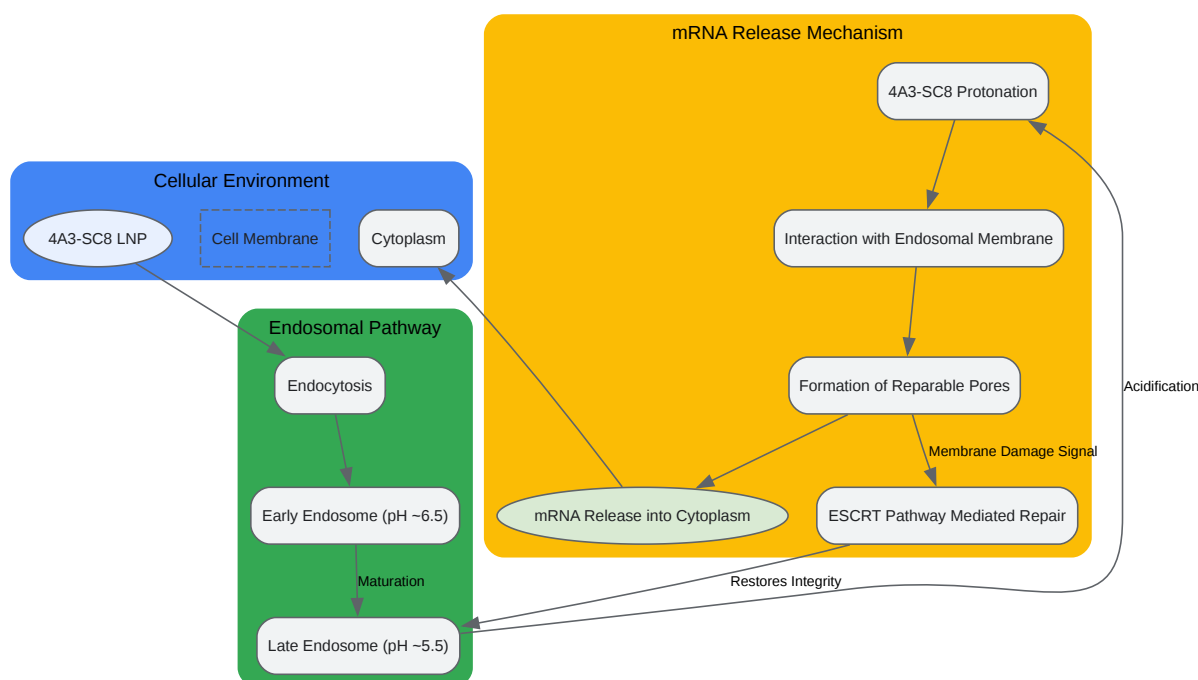 mRNA Release Mechanism
4A3-SC8 Protonation
Cellular Environment
4A3-SC8 LNP
Cell Membrane
Cytoplasm
Interaction with Endosomal Membrane
Endosomal Pathway
Endocytosis
Formation of Reparable Pores
Acidification
Membrane Damage Signal
Early Endosome (pH ~6.5)
mRNA Release into Cytoplasm
ESCRT Pathway Mediated Repair
Maturation
Restores Integrity
Late Endosome (pH ~5.5)